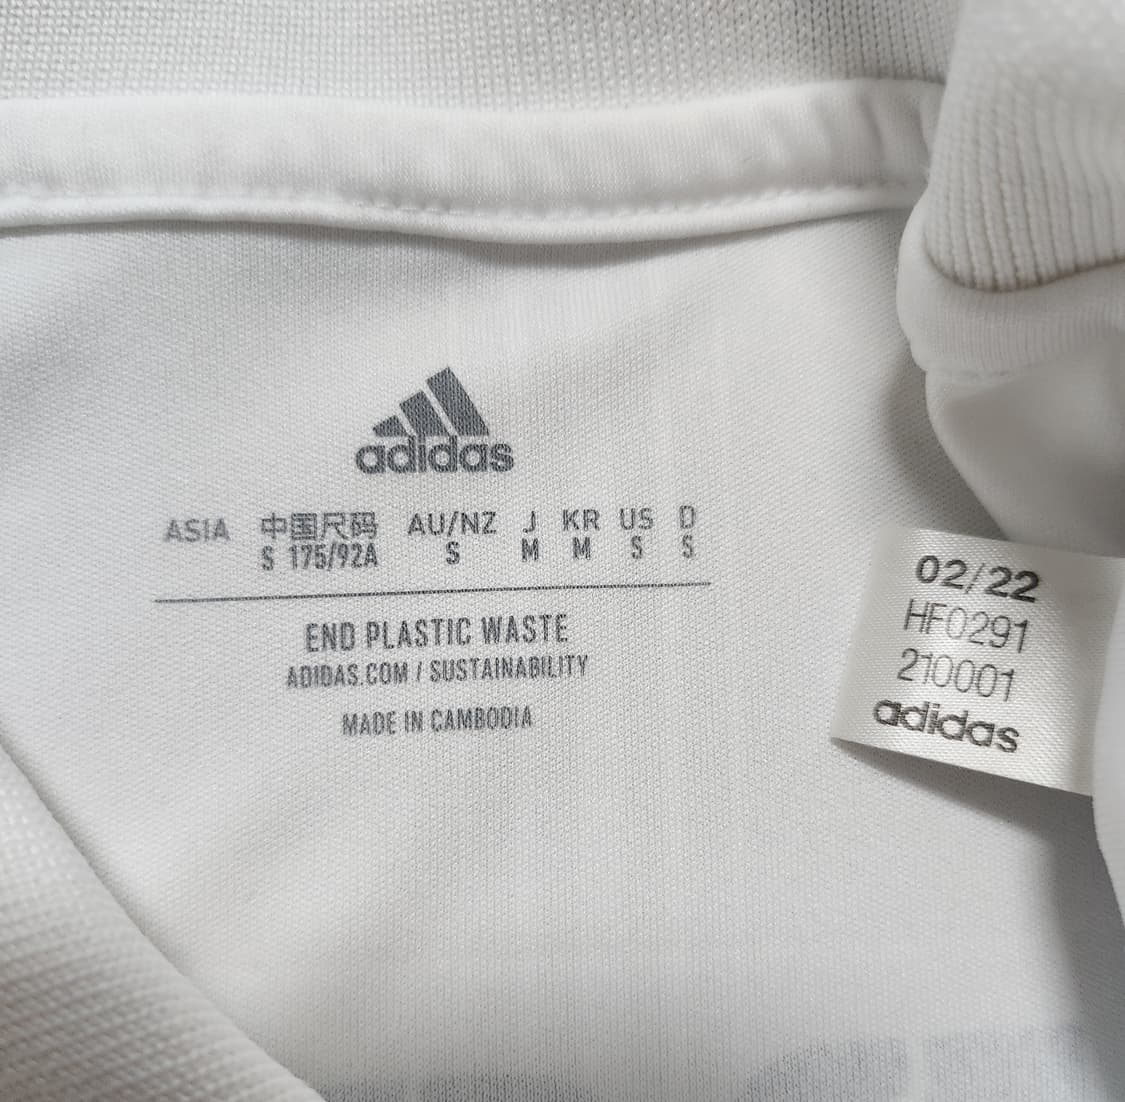 adidas
ASIA 中国尺码 AU/NZ J KR US D
S 175/92A S M M S S
END PLASTIC WASTE
ADIDAS.COM / SUSTAINABILITY
MADE IN CAMBODIA
02/22
HF0291
210001
adidas